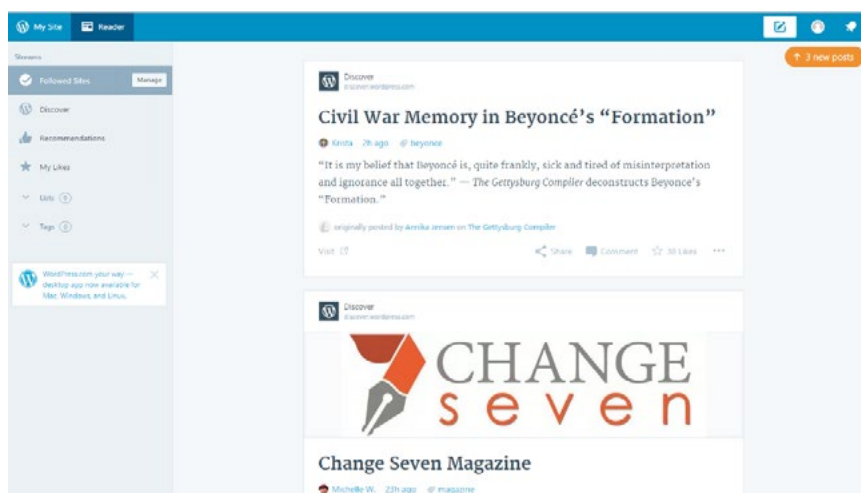 My Site
Reader
3 new posts
Streams
Followed Sites
Manage
Discover
Recommendations
My Likes
Lists 0
Tags 0
WordPress.com your way —
desktop app now available for
Mac, Windows, and Linux.
Discover
discover.wordpress.com
Civil War Memory in Beyoncé's "Formation"
Krista 2h ago beyonce
"It is my belief that Beyoncé is, quite frankly, sick and tired of misinterpretation
and ignorance all together." — The Gettysburg Compiler deconstructs Beyonce's
"Formation."
originally posted by Annika Jensen on The Gettysburg Compiler
Visit
Share
Comment
30 Likes
Discover
discover.wordpress.com
CHANGE
seven
Change Seven Magazine
Michelle W. 23h ago magazine